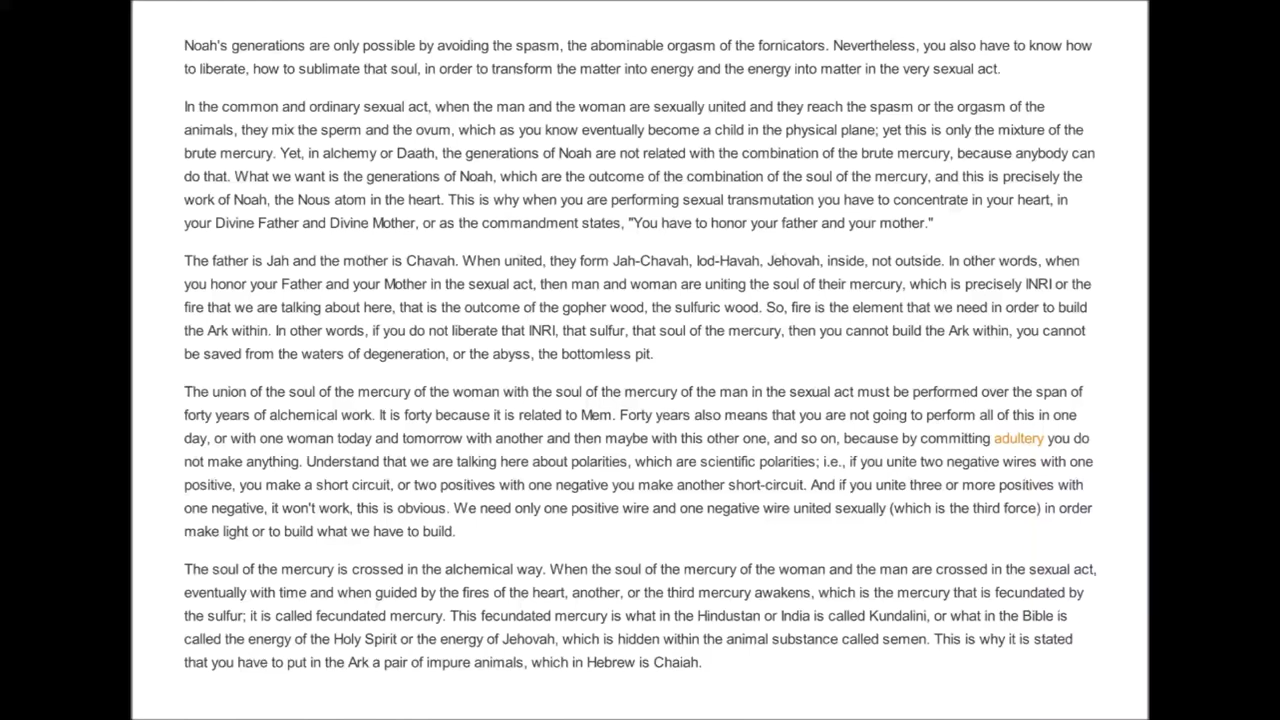 Noah's generations are only possible by avoiding the spasm, the abominable orgasm of the fornicators. Nevertheless, you also have to know how
to liberate, how to sublimate that soul, in order to transform the matter into energy and the energy into matter in the very sexual act.
In the common and ordinary sexual act, when the man and the woman are sexually united and they reach the spasm or the orgasm of the
animals, they mix the sperm and the ovum, which as you know eventually become a child in the physical plane; yet this is only the mixture of the
brute mercury. Yet, in alchemy or Daath, the generations of Noah are not related with the combination of the brute mercury, because anybody can
do that. What we want is the generations of Noah, which are the outcome of the combination of the soul of the mercury, and this is precisely the
work of Noah, the Nous atom in the heart. This is why when you are performing sexual transmutation you have to concentrate in your heart, in
your Divine Father and Divine Mother, or as the commandment states, "You have to honor your father and your mother."
The father is Jah and the mother is Chavah. When united, they form Jah-Chavah, Iod-Havah, Jehovah, inside, not outside. In other words, when
you honor your Father and your Mother in the sexual act, then man and woman are uniting the soul of their mercury, which is precisely INRI or the
fire that we are talking about here, that is the outcome of the gopher wood, the sulfuric wood. So, fire is the element that we need in order to build
the Ark within. In other words, if you do not liberate that INRI, that sulfur, that soul of the mercury, then you cannot build the Ark within, you cannot
be saved from the waters of degeneration, or the abyss, the bottomless pit.
The union of the soul of the mercury of the woman with the soul of the mercury of the man in the sexual act must be performed over the span of
forty years of alchemical work. It is forty because it is related to Mem. Forty years also means that you are not going to perform all of this in one
day, or with one woman today and tomorrow with another and then maybe with this other one, and so on, because by committing adultery you do
not make anything. Understand that we are talking here about polarities, which are scientific polarities; i.e., if you unite two negative wires with one
positive, you make a short circuit, or two positives with one negative you make another short-circuit. And if you unite three or more positives with
one negative, it won't work, this is obvious. We need only one positive wire and one negative wire united sexually (which is the third force) in order
make light or to build what we have to build.
The soul of the mercury is crossed in the alchemical way. When the soul of the mercury of the woman and the man are crossed in the sexual act,
eventually with time and when guided by the fires of the heart, another, or the third mercury awakens, which is the mercury that is fecundated by
the sulfur; it is called fecundated mercury. This fecundated mercury is what in the Hindustan or India is called Kundalini, or what in the Bible is
called the energy of the Holy Spirit or the energy of Jehovah, which is hidden within the animal substance called semen. This is why it is stated
that you have to put in the Ark a pair of impure animals, which in Hebrew is Chaiah.